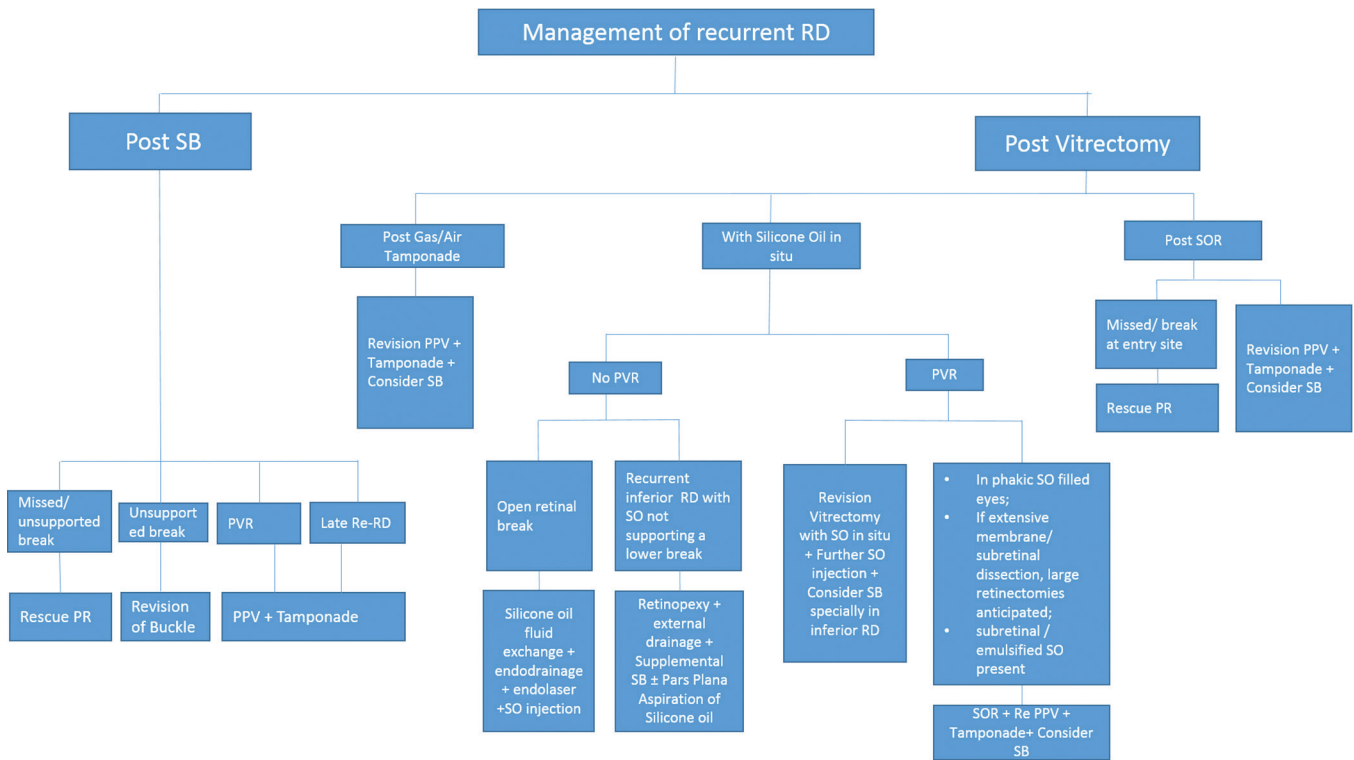 Management of recurrent RD
Post SB
Post Vitrectomy
Post Gas/Air
Tamponade
With Silicone Oil in
situ
Post SOR
Revision PPV +
Tamponade +
Consider SB
Missed/ break
at entry site
Revision PPV +
Tamponade +
Consider SB
No PVR
PVR
Rescue PR
Missed/
unsupported
break
Unsupport
ed break
PVR
Late Re-RD
Open retinal
break
Recurrent
inferior RD with
SO not
supporting a
lower break
Revision
Vitrectomy
with SO in situ
+ Further SO
injection +
Consider SB
specially in
inferior RD
• In phakic SO filled
eyes;
• If extensive
membrane/
subretinal
dissection, large
retinectomies
anticipated;
• subretinal /
emulsified SO
present
Rescue PR
Revision
of Buckle
PPV + Tamponade
Silicone oil
fluid
exchange +
endodrainage
+ endolaser
+SO injection
Retinopexy +
external
drainage +
Supplemental
SB ± Pars Plana
Aspiration of
Silicone oil
SOR + Re PPV +
Tamponade+ Consider
SB